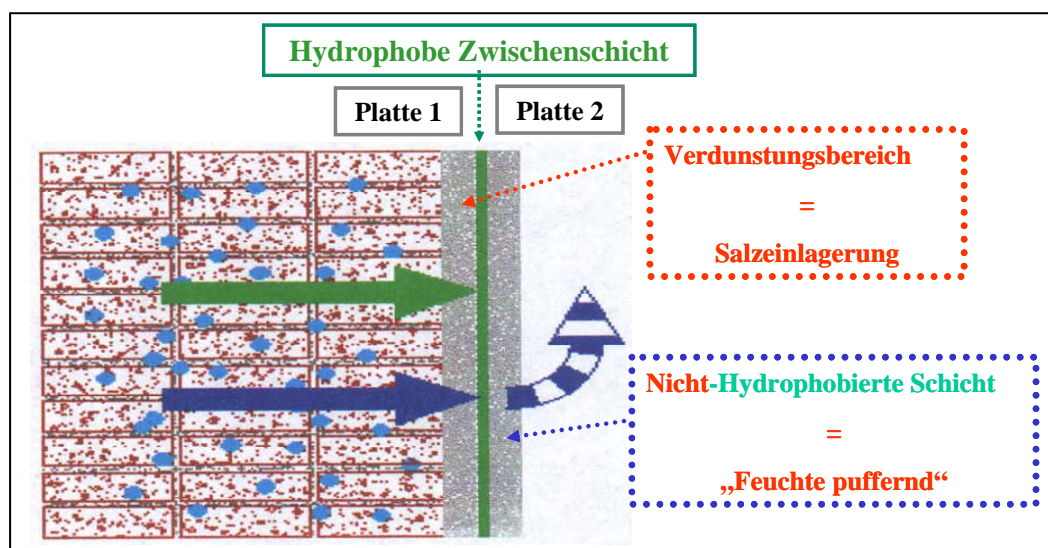 Hydrophobe Zwischenschicht
Platte 1
Platte 2
Verdunstungsbereich
=
Salzeinlagerung
Nicht-Hydrophobierte Schicht
=
„Feuchte puffernd“